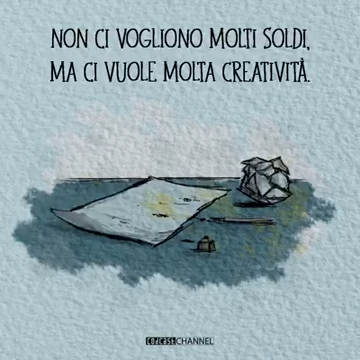 NON CI VOGLIONO MOLTI SOLDI,
MA CI VUOLE MOLTA CREATIVITÀ.
CHANNEL